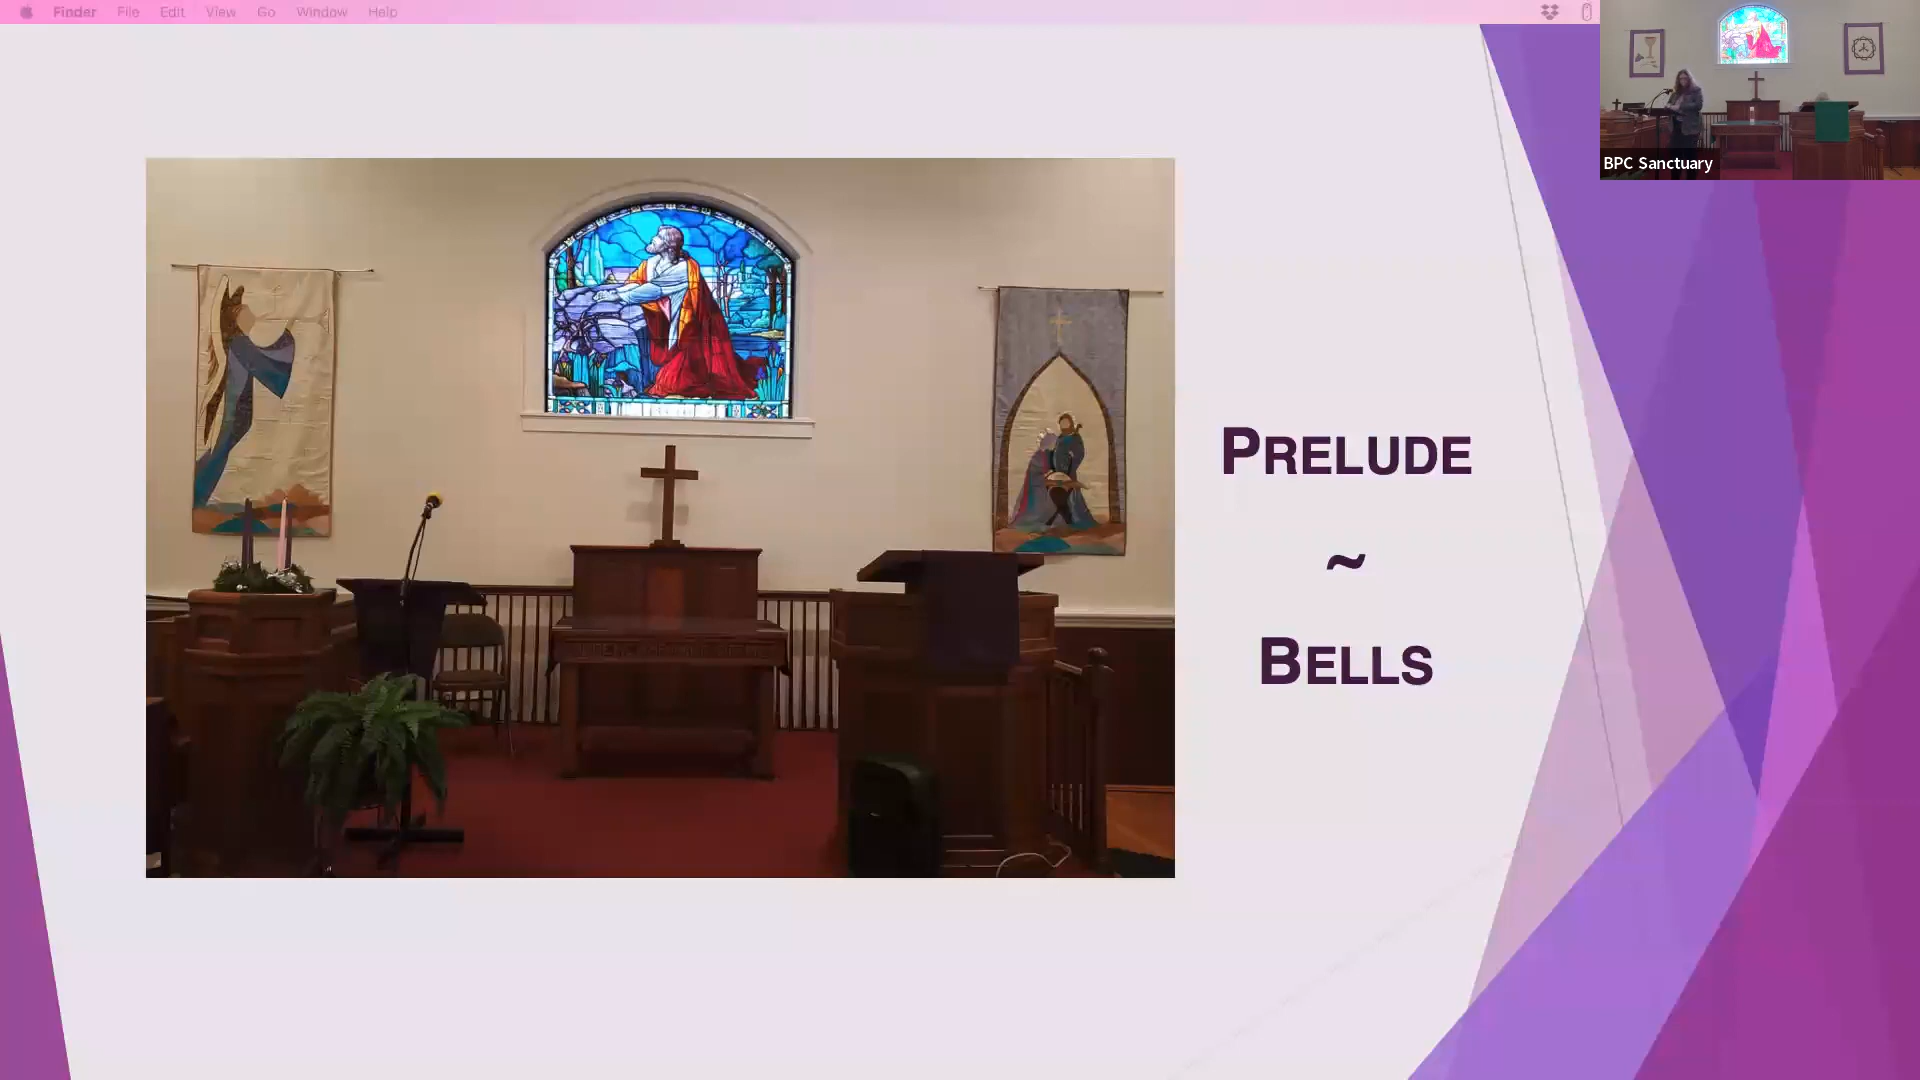 Finder File Edit View Go Window Help
BPC Sanctuary
PRELUDE
~
BELLS